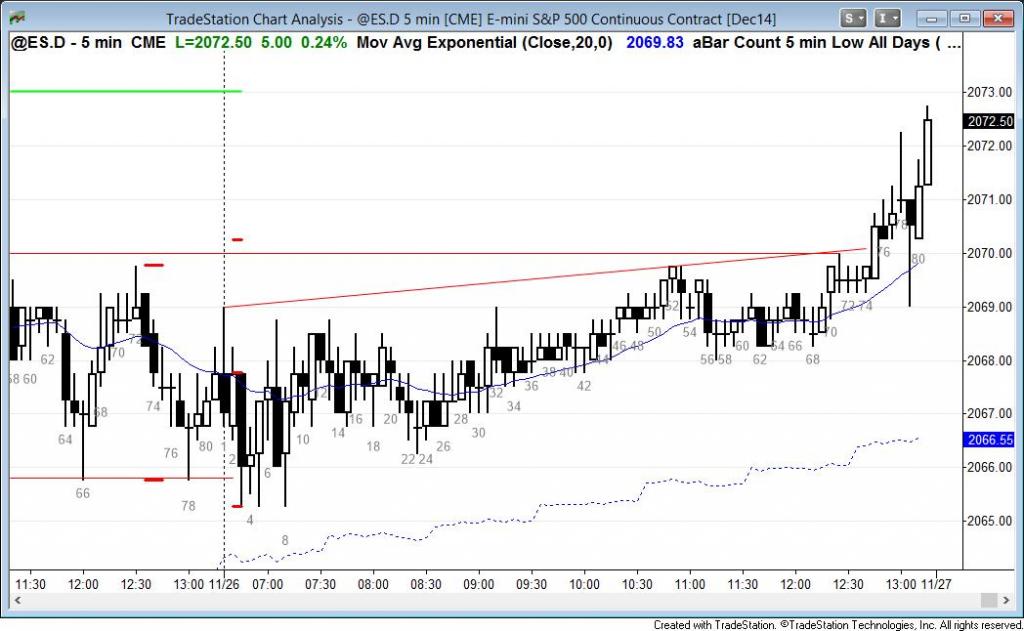 TradeStation Chart Analysis - @ES.D 5 min [CME] E-mini S&P 500 Continuous Contract [Dec14]
S I
@ES.D - 5 min CME L=2072.50 5.00 0.24% Mov Avg Exponential (Close,20,0) 2069.83 aBar Count 5 min Low All Days ( ...
2073.00
2072.50
2072.00
2071.00
78
76
2070.00
80
2069.00
52 72 74
50 54 70
46 48 60 64 66
2068.00
62 70 72 44 56 58 62 68
58 60 38 40
36 42
12 32
74 34
2067.00
68 16 20 28
64 10 14 30
2066.55
76 80 1 18 26
2 22 24
2066.00
6
66
78
4
2065.00
8
11:30 12:00 12:30 13:00 11/26 07:00 07:30 08:00 08:30 09:00 09:30 10:00 10:30 11:00 11:30 12:00 12:30 13:00 11/27
Created with TradeStation. ©TradeStation Technologies, Inc. All rights reserved.